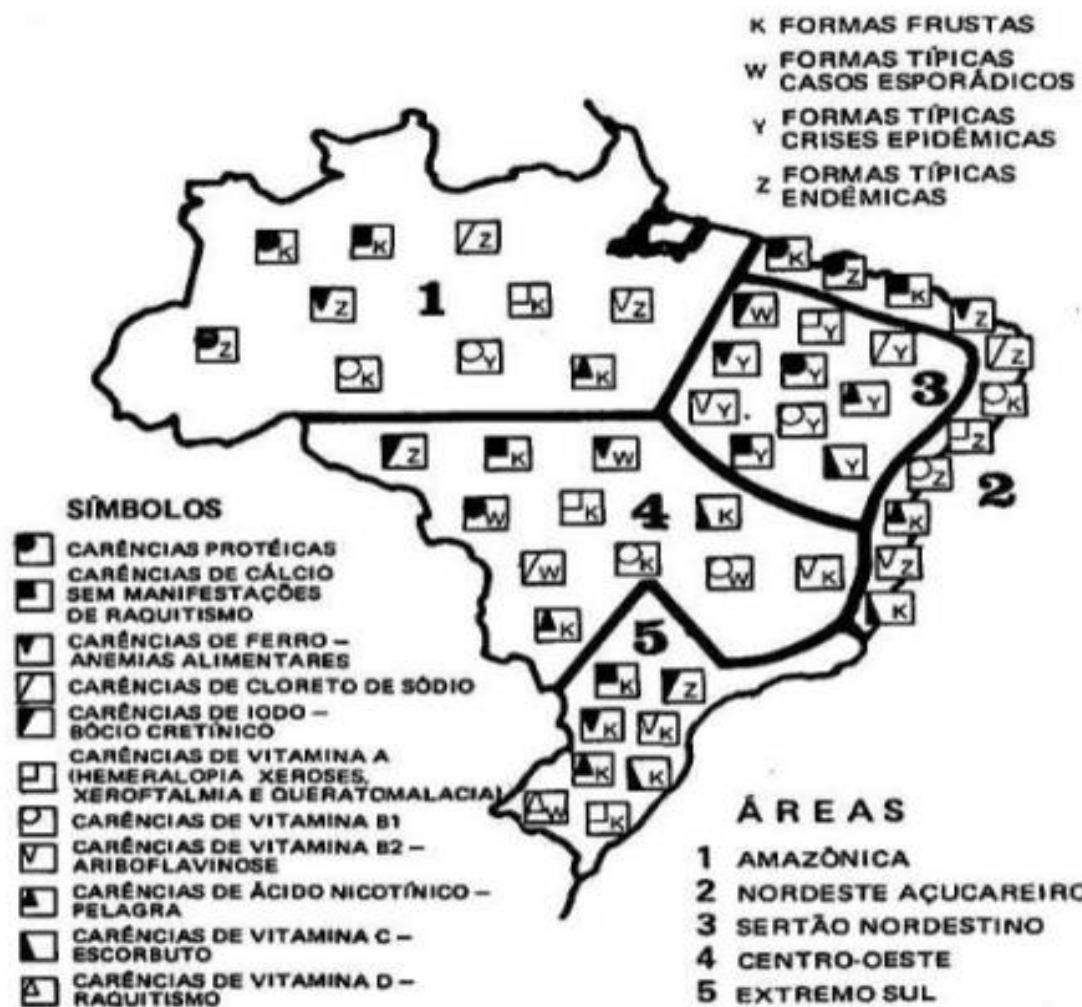 K FORMAS FRUSTAS
W FORMAS TÍPICAS
CASOS ESPORÁDICOS
Y FORMAS TÍPICAS
CRISES EPIDÊMICAS
Z FORMAS TÍPICAS
ENDÊMICAS
K
K
Z
K
Z
K
Z
Z
K
Z
1
W
Y
Y
Z
Z
Y
Y
Y
3
K
Z
Y
K
K
Y
Y
Z
Y
Y
Z
2
Z
K
W
K
W
K
4
K
Z
W
K
W
K
K
K
5
K
Z
K
K
K
K
W
K
SÍMBOLOS
CARÊNCIAS PROTÉICAS
CARÊNCIAS DE CÁLCIO
SEM MANIFESTAÇÕES
DE RAQUITISMO
CARÊNCIAS DE FERRO –
ANEMIAS ALIMENTARES
CARÊNCIAS DE CLORETO DE SÓDIO
CARÊNCIAS DE IODO –
BÓCIO CRETÍNICO
CARÊNCIAS DE VITAMINA A
(HEMERALOPIA XEROSES,
XEROFTALMIA E QUERATOMALACIA)
CARÊNCIAS DE VITAMINA B1
CARÊNCIAS DE VITAMINA B2 –
ARIBOFLAVINOSE
CARÊNCIAS DE ÁCIDO NICOTÍNICO –
PELAGRA
CARÊNCIAS DE VITAMINA C –
ESCORBUTO
CARÊNCIAS DE VITAMINA D –
RAQUITISMO
ÁREAS
1 AMAZÔNICA
2 NORDESTE AÇUCAREIRO
3 SERTÃO NORDESTINO
4 CENTRO-OESTE
5 EXTREMO SUL